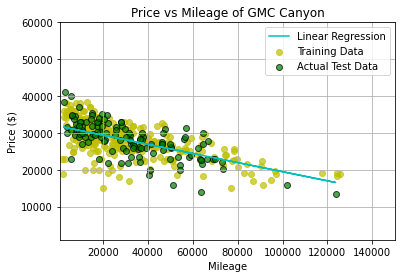 Price vs Mileage of GMC Canyon
60000
50000
40000
30000
20000
10000
Price ($)
Linear Regression
Training Data
Actual Test Data
20000 40000 60000 80000 100000 120000 140000
Mileage